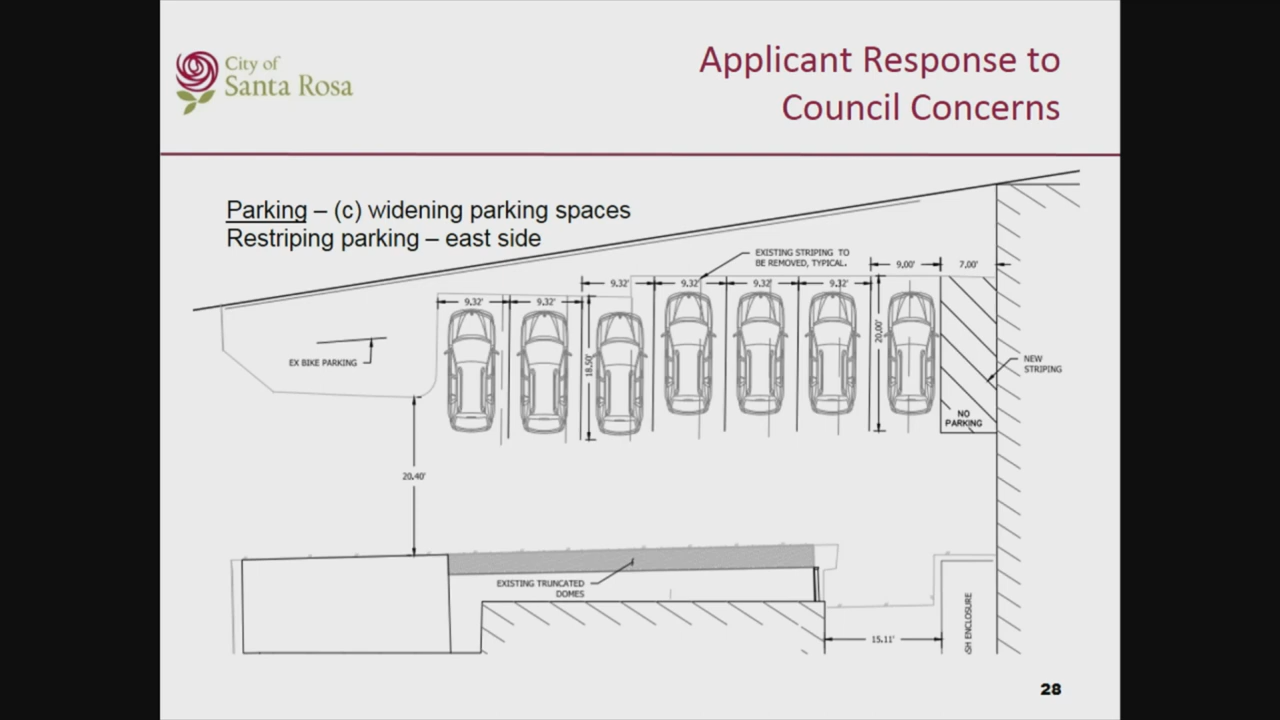 City of
Santa Rosa
Applicant Response to
Council Concerns
Parking – (c) widening parking spaces
Restriping parking – east side
EXISTING STRIPING TO
BE REMOVED, TYPICAL.
9.00'
7.00'
9.32'
9.32'
9.32'
9.32'
9.32'
9.32'
EX BIKE PARKING
18.50'
20.00'
NEW
STRIPING
NO
PARKING
20.40'
EXISTING TRUNCATED
DOMES
SH ENCLOSURE
15.11'
28